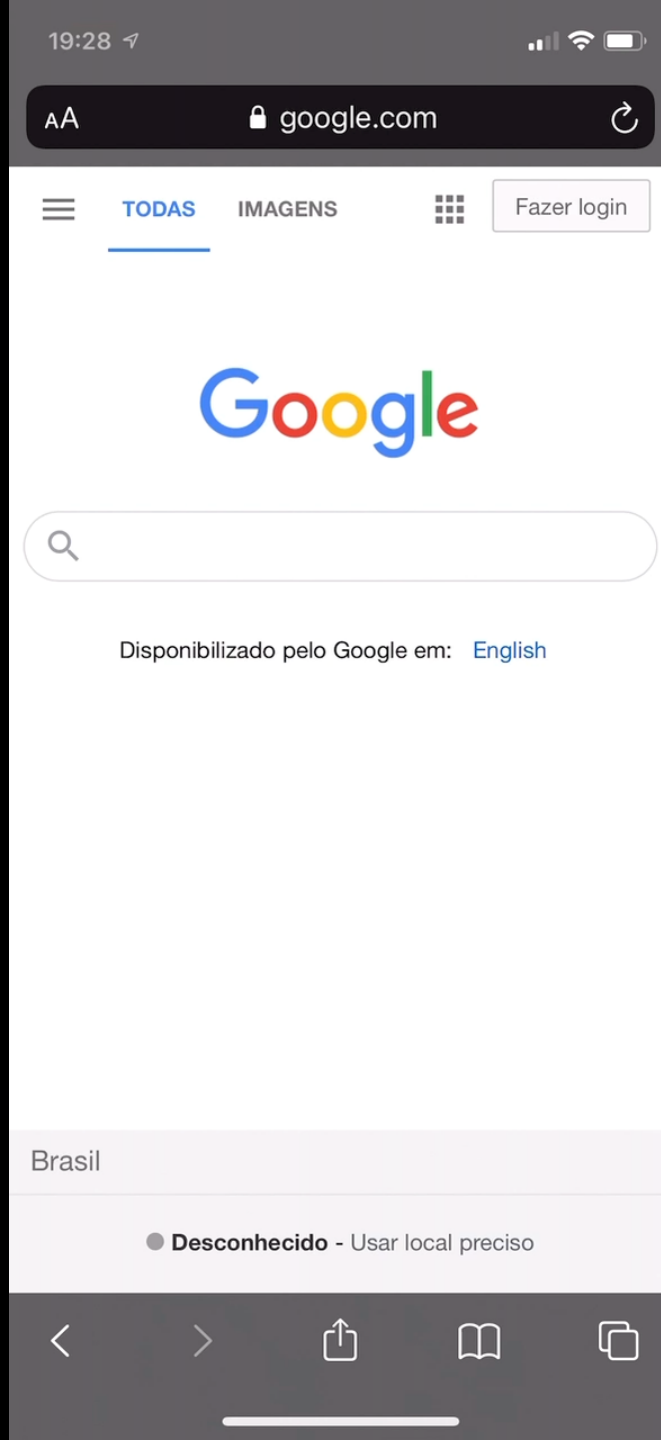 19:28
AA google.com
TODAS IMAGENS Fazer login
Google
Disponibilizado pelo Google em: English
Brasil
Desconhecido - Usar local preciso